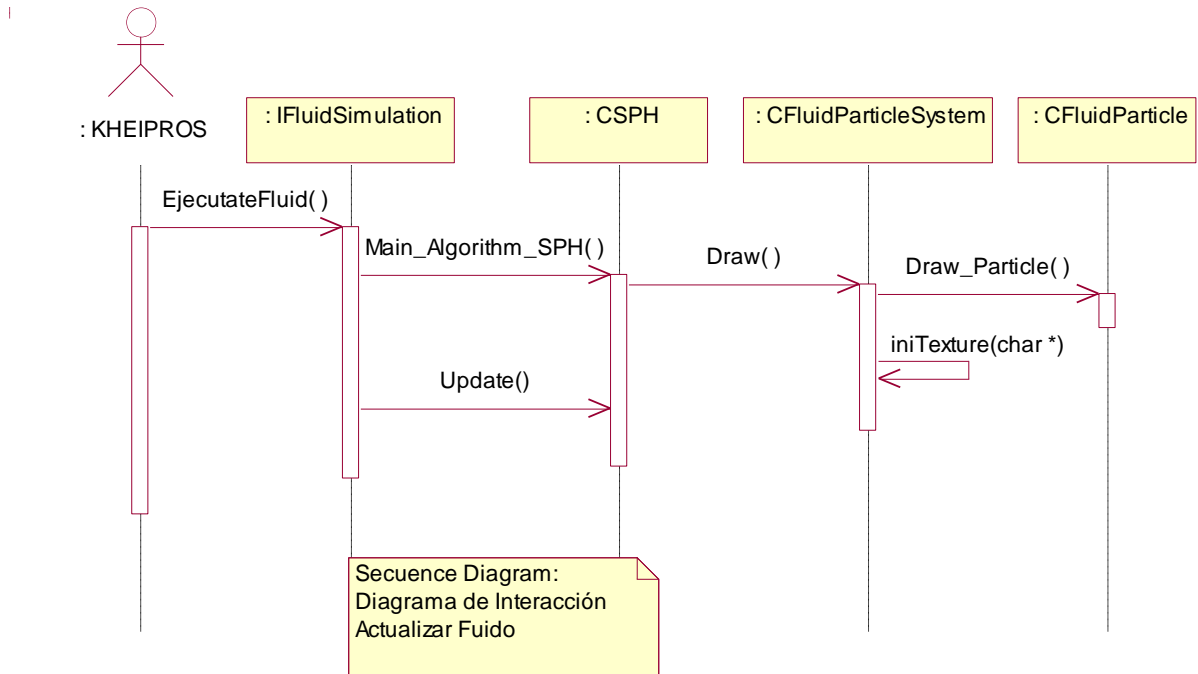 : KHEIPROS
: IFluidSimulation
: CSPH
: CFluidParticleSystem
: CFluidParticle
EjecutateFluid( )
Main_Algorithm_SPH( )
Draw( )
Draw_Particle( )
iniTexture(char *)
Update()
Secuence Diagram:
Diagrama de Interacción
Actualizar Fuido